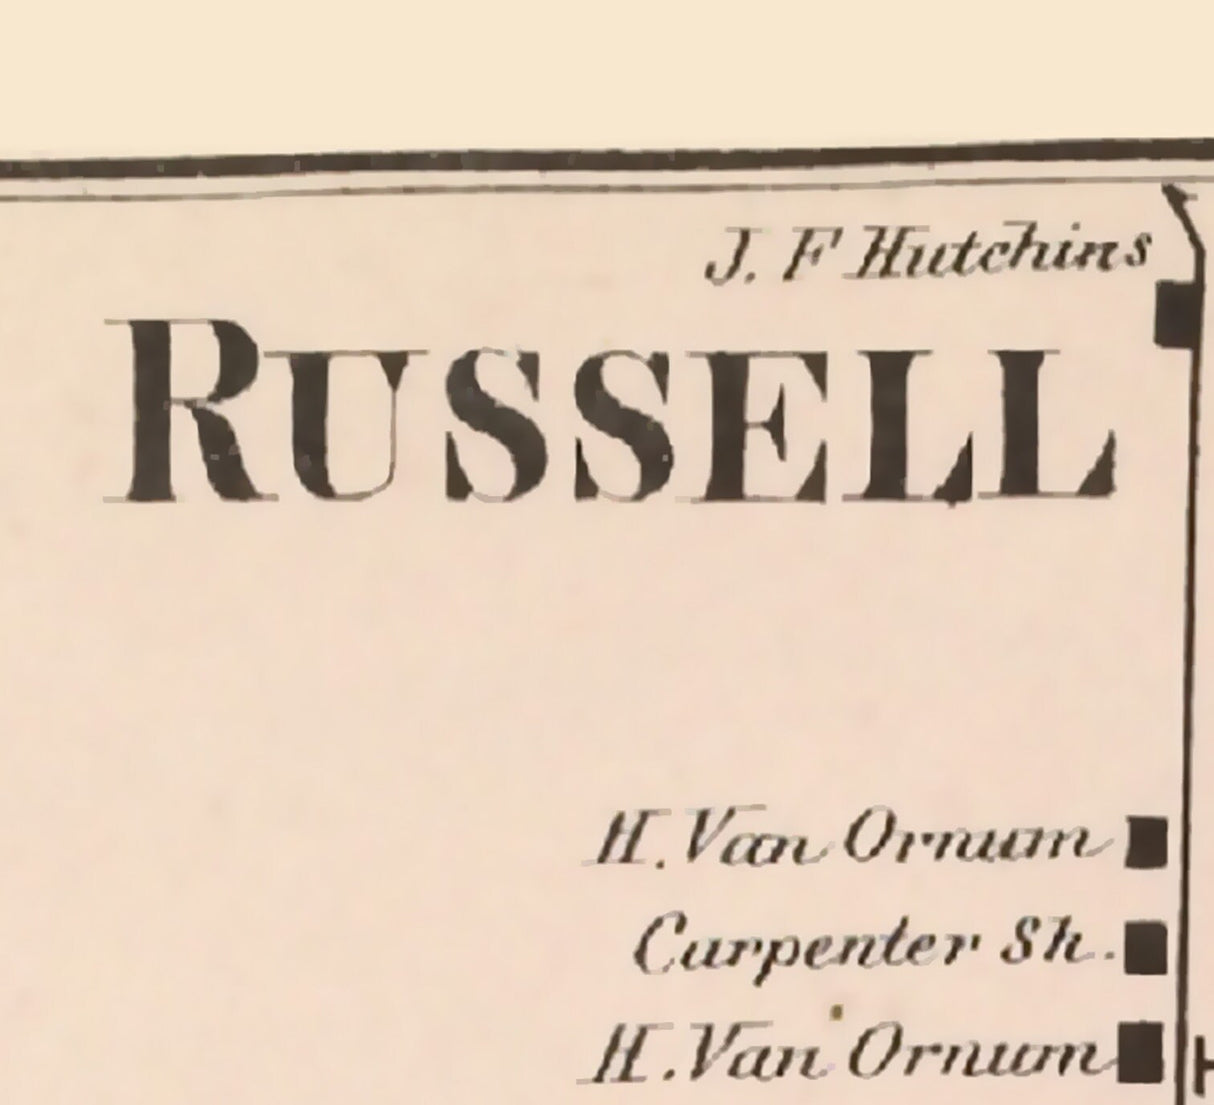 J. F Hutchins
RUSSELL
H. Van Ornum
Carpenter Sh.
H. Van Ornum